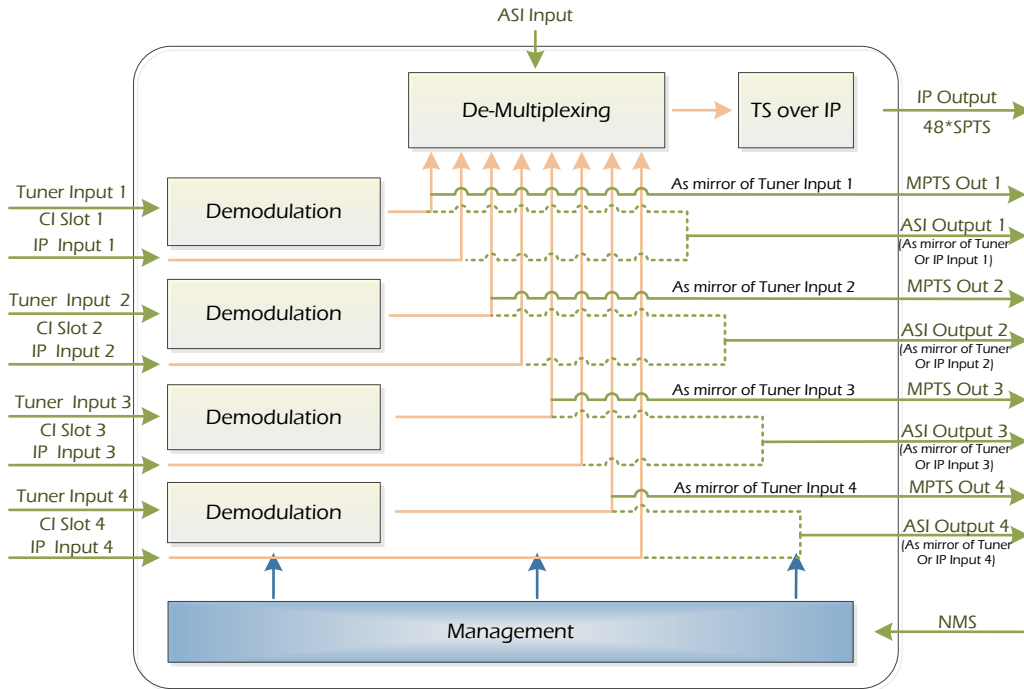 ASI Input
De-Multiplexing
TS over IP
IP Output
48*SPTS
Tuner Input 1
CI Slot 1
IP Input 1
Demodulation
As mirror of Tuner Input 1
MPTS Out 1
ASI Output 1
(As mirror of Tuner
Or IP Input 1)
Tuner Input 2
CI Slot 2
IP Input 2
Demodulation
As mirror of Tuner Input 2
MPTS Out 2
ASI Output 2
(As mirror of Tuner
Or IP Input 2)
Tuner Input 3
CI Slot 3
IP Input 3
Demodulation
As mirror of Tuner Input 3
MPTS Out 3
ASI Output 3
(As mirror of Tuner
Or IP Input 3)
Tuner Input 4
CI Slot 4
IP Input 4
Demodulation
As mirror of Tuner Input 4
MPTS Out 4
ASI Output 4
(As mirror of Tuner
Or IP Input 4)
Management
NMS